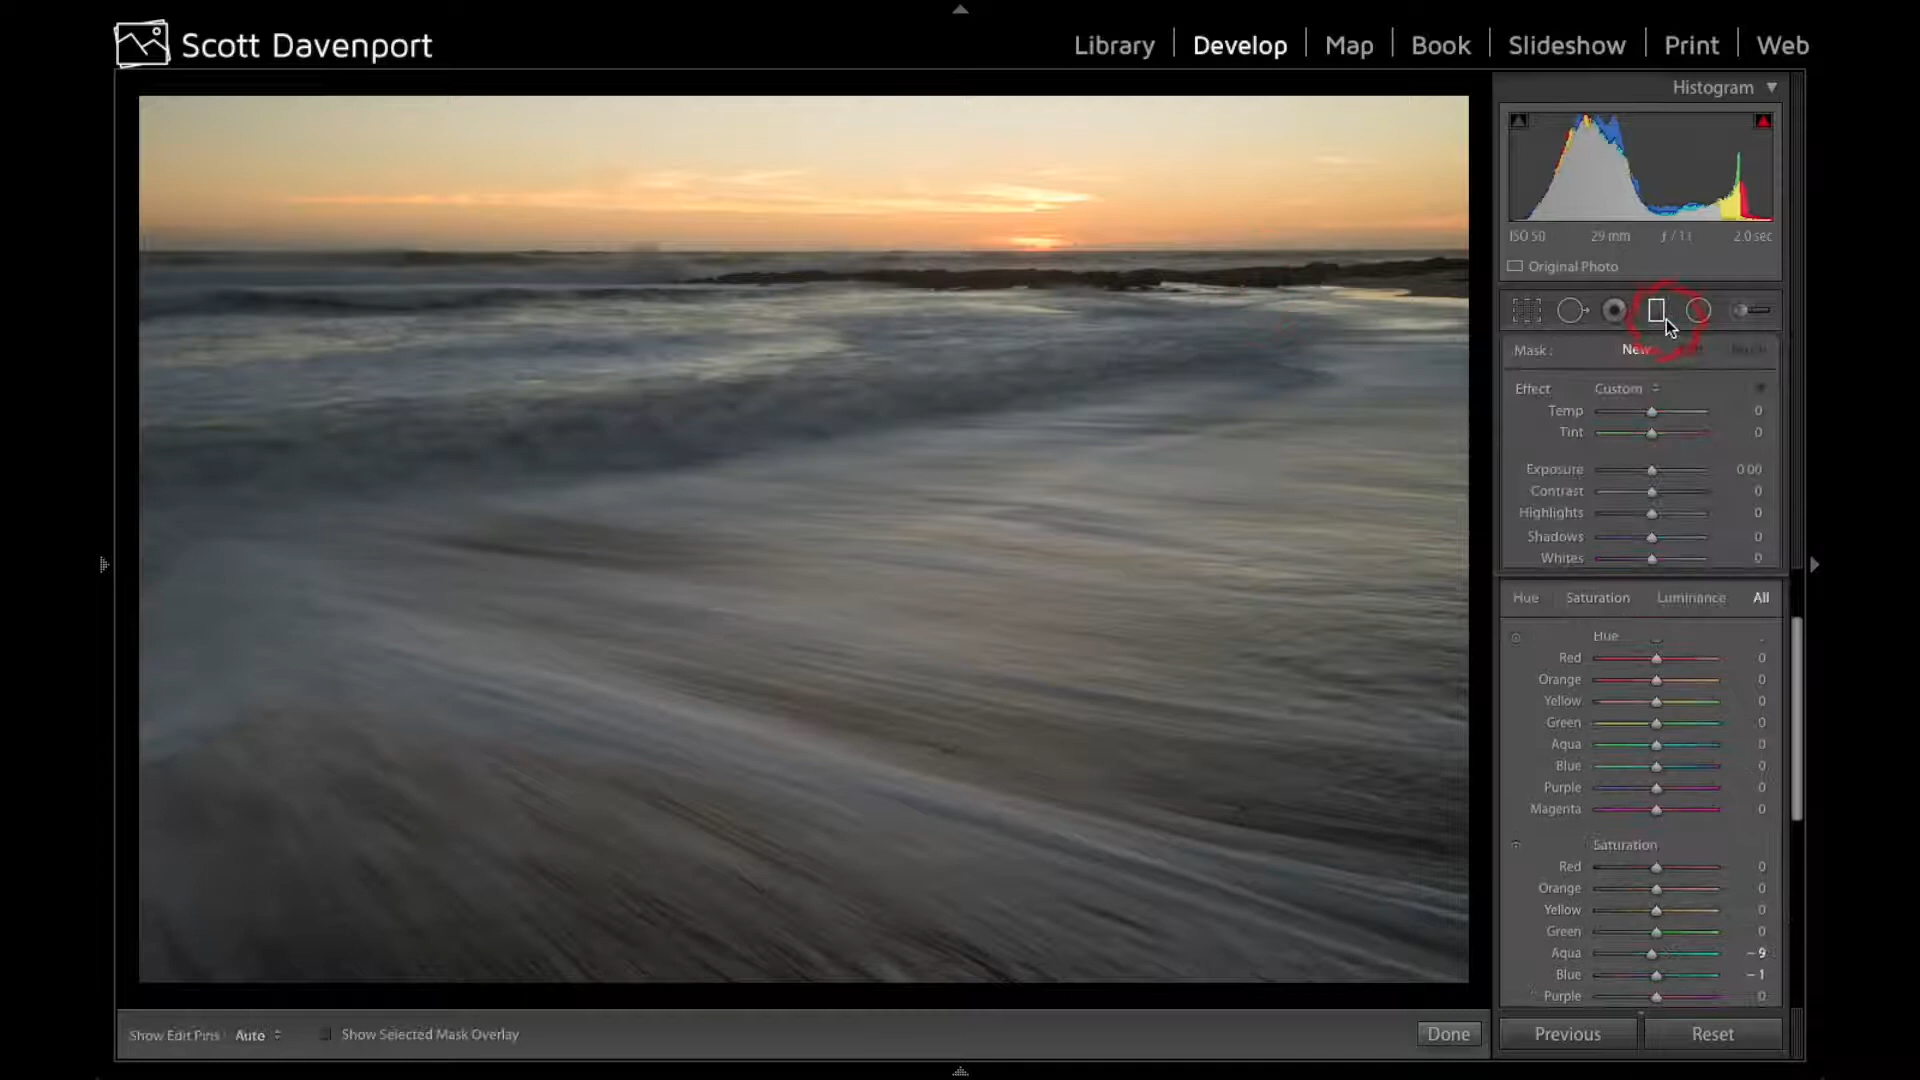 Scott Davenport
Library Develop Map Book Slideshow Print Web
Histogram
ISO 50 29 mm ƒ / 11 2.0 sec
Original Photo
Mask : New
Effect Custom
Temp 0
Tint 0
Exposure 0.00
Contrast 0
Highlights 0
Shadows 0
Whites 0
Hue Saturation Luminance All
Hue
Red 0
Orange 0
Yellow 0
Green 0
Aqua 0
Blue 0
Purple 0
Magenta 0
Saturation
Red 0
Orange 0
Yellow 0
Green 0
Aqua – 9
Blue – 1
Purple 0
Show Edit Pins Auto Show Selected Mask Overlay Done Previous Reset